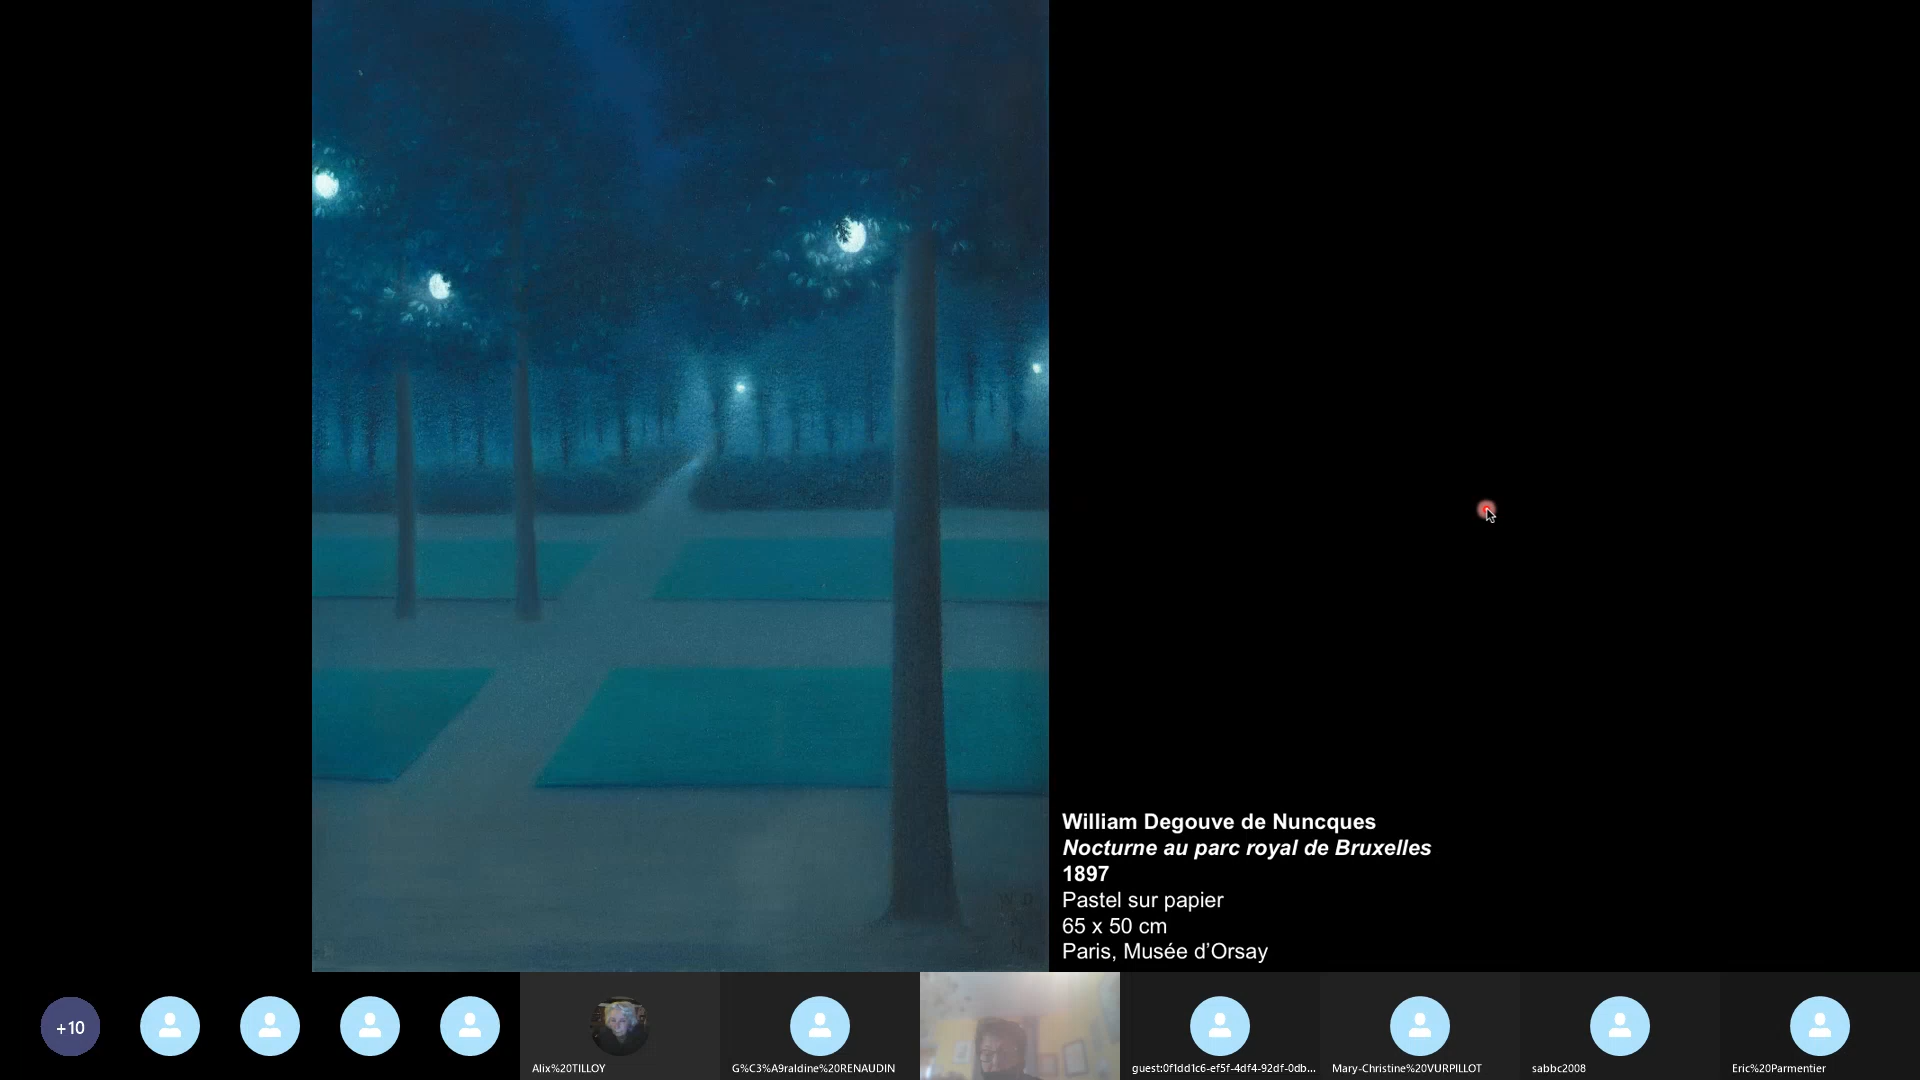 William Degouve de Nuncques
Nocturne au parc royal de Bruxelles
1897
Pastel sur papier
65 x 50 cm
Paris, Musée d’Orsay
+10
Alix%20TILLOY
G%C3%A9raldine%20RENAUDIN
guest:0f1dd1c6-ef5f-4df4-92df-0db...
Mary-Christine%20VURPILLOT
sabbc2008
Eric%20Parmentier